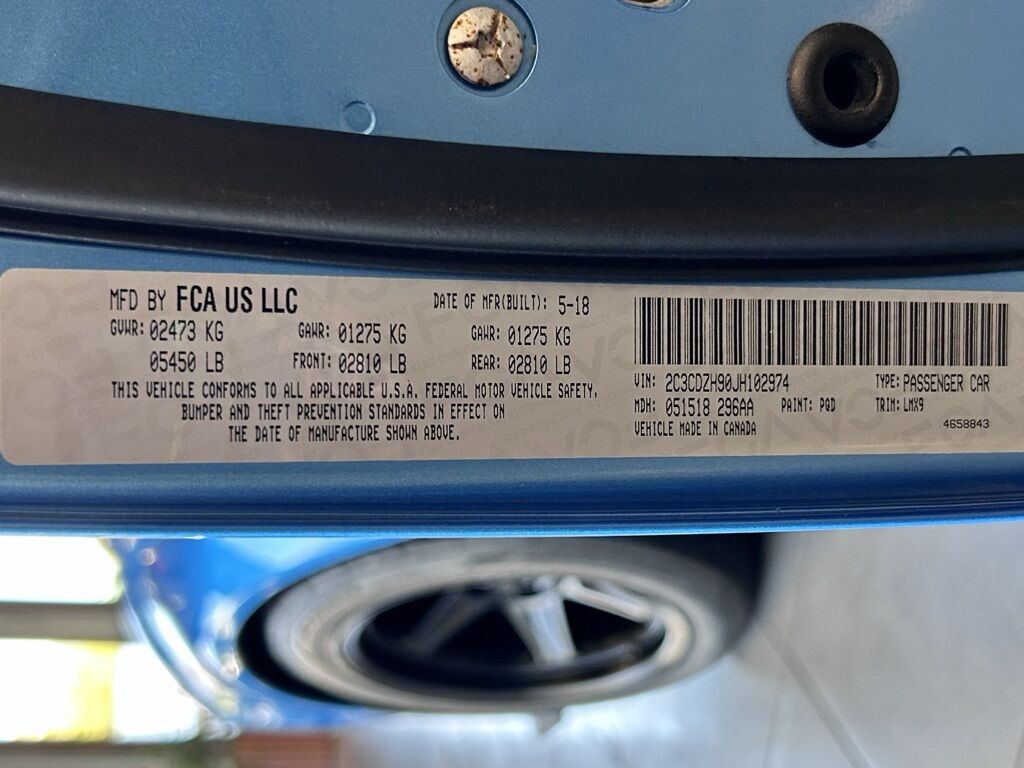 MFD BY FCA US LLC DATE OF MFR(BUILT): 5-18
GVWR: 02473 KG GAWR: 01275 KG GAWR: 01275 KG
05450 LB FRONT: 02810 LB REAR: 02810 LB
THIS VEHICLE CONFORMS TO ALL APPLICABLE U.S.A. FEDERAL MOTOR VEHICLE SAFETY,
BUMPER AND THEFT PREVENTION STANDARDS IN EFFECT ON
THE DATE OF MANUFACTURE SHOWN ABOVE.
VIN: 2C3CDZH90JH102974 TYPE: PASSENGER CAR
MDH: 051518 296AA PAINT: PQD TRIM: LMX9
VEHICLE MADE IN CANADA 4658843